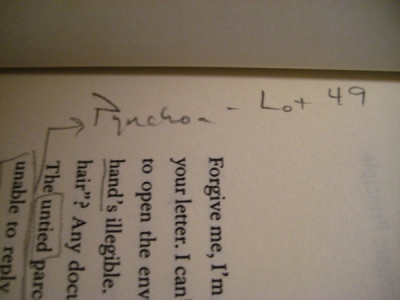 Pynchon - Lot 49
Forgive me, I'm
your letter. I can'
to open the env
hand's illegible.
hair"? Any docu
The untied parc
unable to reply